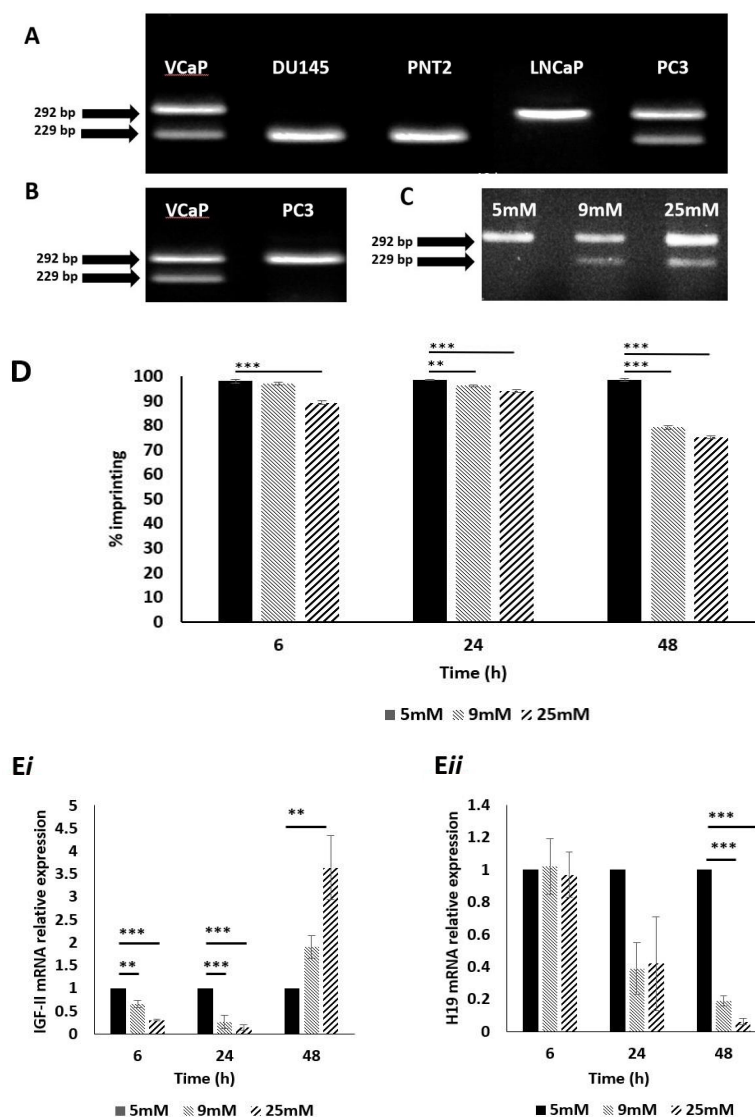 A
VCaP DU145 PNT2 LNCaP PC3
292 bp
229 bp
B
VCaP PC3
292 bp
229 bp
C
5mM 9mM 25mM
292 bp
229 bp
D
% imprinting
100
90
80
70
60
50
40
30
20
10
0
***
***
**
***
***
6 24 48
Time (h)
5mM 9mM 25mM
Ei
IGF-II mRNA relative expression
5
4.5
4
3.5
3
2.5
2
1.5
1
0.5
0
***
**
***
***
**
6 24 48
Time (h)
5mM 9mM 25mM
Eii
H19 mRNA relative expression
1.4
1.2
1
0.8
0.6
0.4
0.2
0
***
***
6 24 48
Time (h)
5mM 9mM 25mM